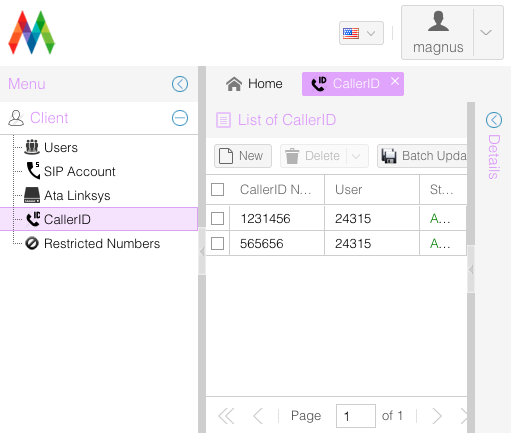 magnus
Menu
Home
CallerID
Client
List of CallerID
Details
Users
New
Delete
Batch Upda
SIP Account
Ata Linksys
CallerID N...
User
St...
CallerID
1231456
24315
A...
Restricted Numbers
565656
24315
A...
Page
1
of 1